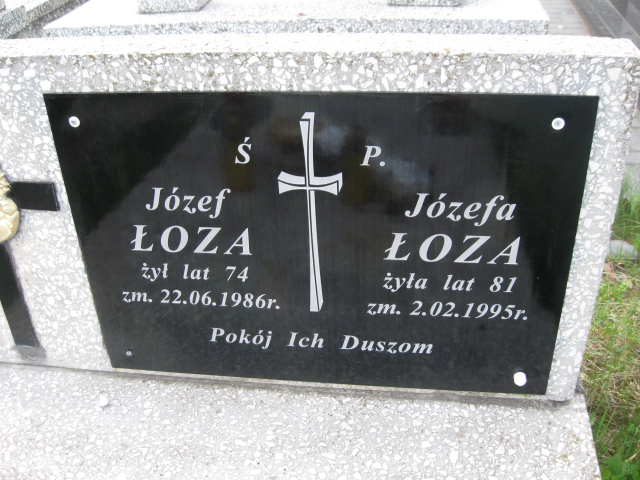 Ś P.
Józef
ŁOZA
żył lat 74
zm. 22.06.1986r.
Józefa
ŁOZA
żyła lat 81
zm. 2.02.1995r.
Pokój Ich Duszom